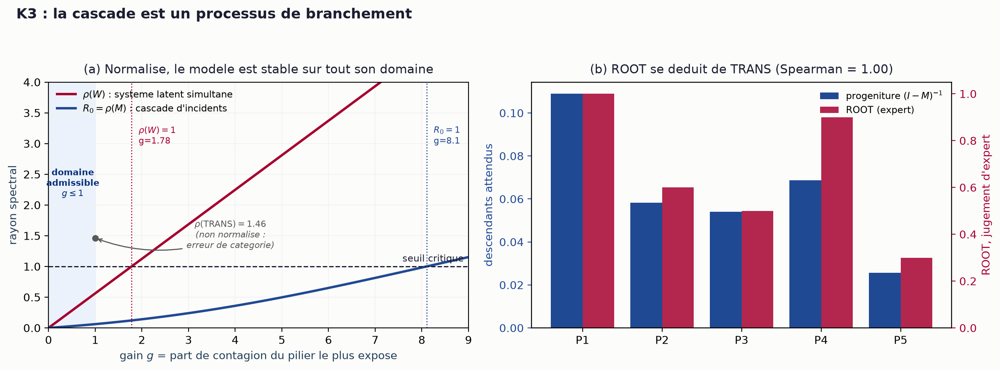 K3 : la cascade est un processus de branchement
(a) Normalise, le modele est stable sur tout son domaine
4.0
3.5
3.0
2.5
2.0
1.5
1.0
0.5
0.0
rayon spectral
ρ(W) : systeme latent simultane
R₀ = ρ(M) : cascade d'incidents
ρ(W) = 1
g=1.78
R₀ = 1
g=8.1
domaine
admissible
g ≤ 1
ρ(TRANS) = 1.46
(non normalise :
erreur de categorie)
seuil critique
0 1 2 3 4 5 6 7 8 9
gain g = part de contagion du pilier le plus expose
(b) ROOT se deduit de TRANS (Spearman = 1.00)
descendants attendus
0.10
0.08
0.06
0.04
0.02
0.00
progeniture (I − M)⁻¹
ROOT (expert)
1.0
0.8
0.6
0.4
0.2
0.0
ROOT, jugement d'expert
P1 P2 P3 P4 P5